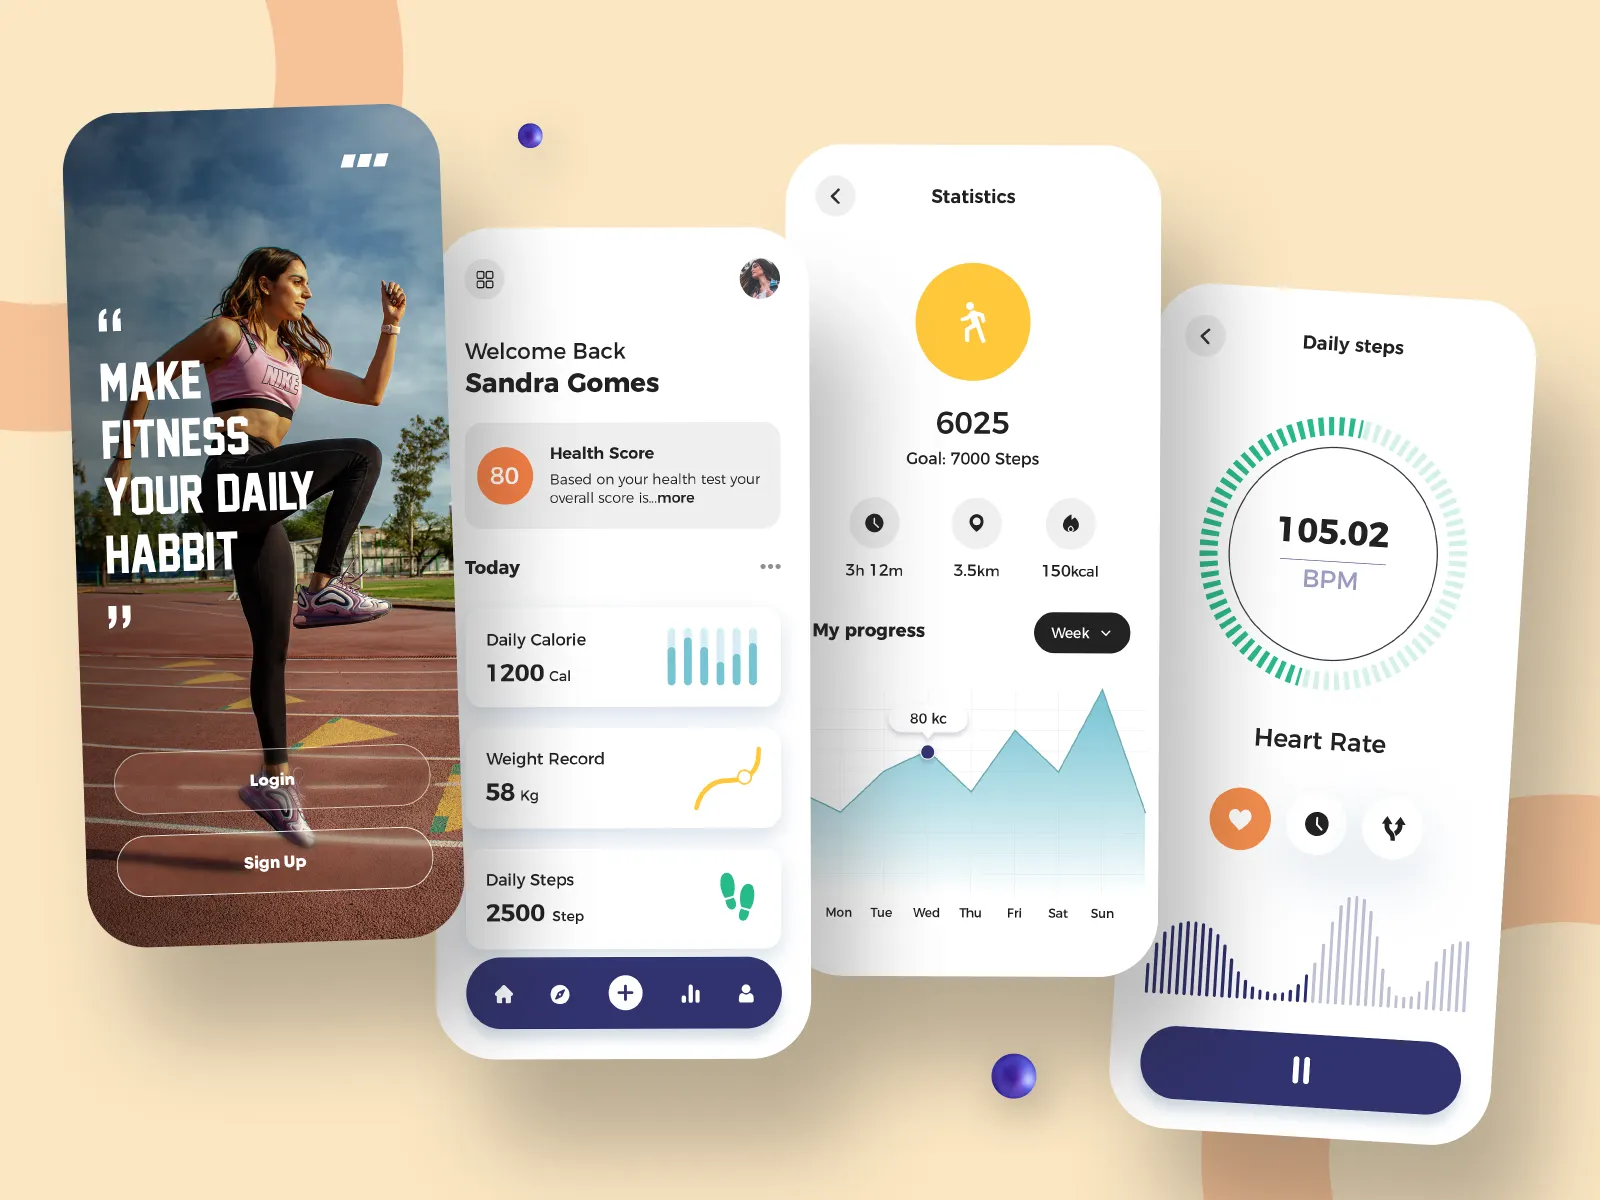 “
MAKE
FITNESS
YOUR DAILY
HABBIT
”
NIKE
Login
Sign Up
Welcome Back
Sandra Gomes
80
Health Score
Based on your health test your
overall score is...more
Today
Daily Calorie
1200 Cal
Weight Record
58 Kg
Daily Steps
2500 Step
Statistics
6025
Goal: 7000 Steps
3h 12m
3.5km
150kcal
My progress
Week
80 kc
Mon Tue Wed Thu Fri Sat Sun
Daily steps
105.02
BPM
Heart Rate